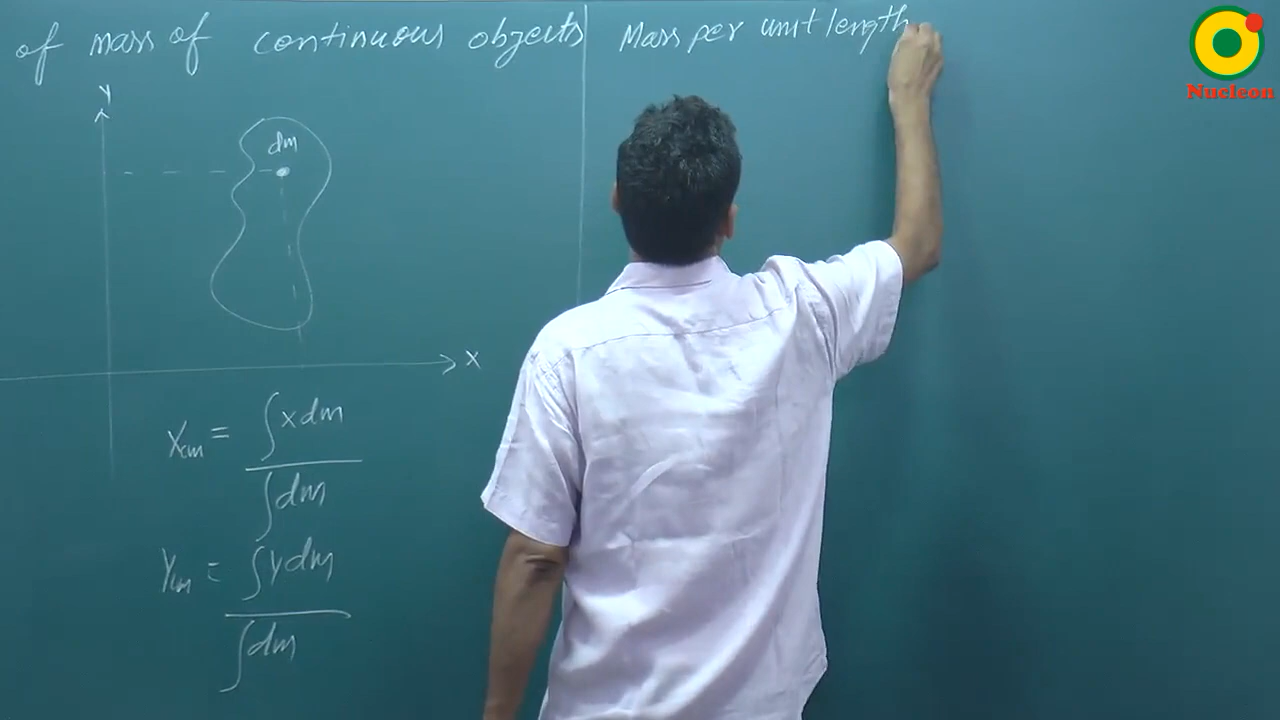 of mass of continuous objects
Mass per unit length
Nucleon
Y
dm
X
Xcm = ∫xdm
∫dm
Ycm = ∫ydm
∫dm